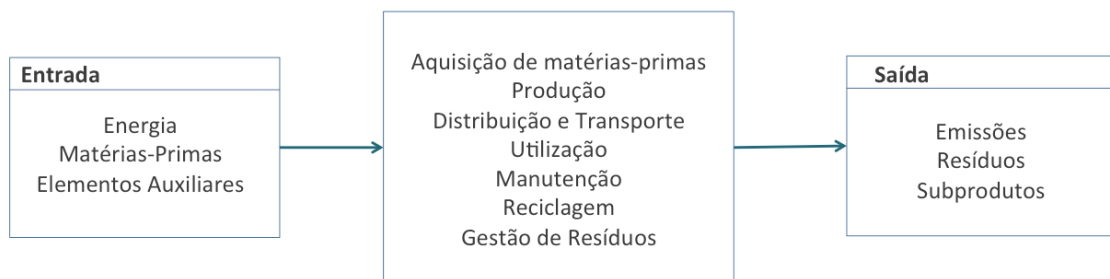 Entrada
Energia
Matérias-Primas
Elementos Auxiliares
Aquisição de matérias-primas
Produção
Distribuição e Transporte
Utilização
Manutenção
Reciclagem
Gestão de Resíduos
Saída
Emissões
Resíduos
Subprodutos